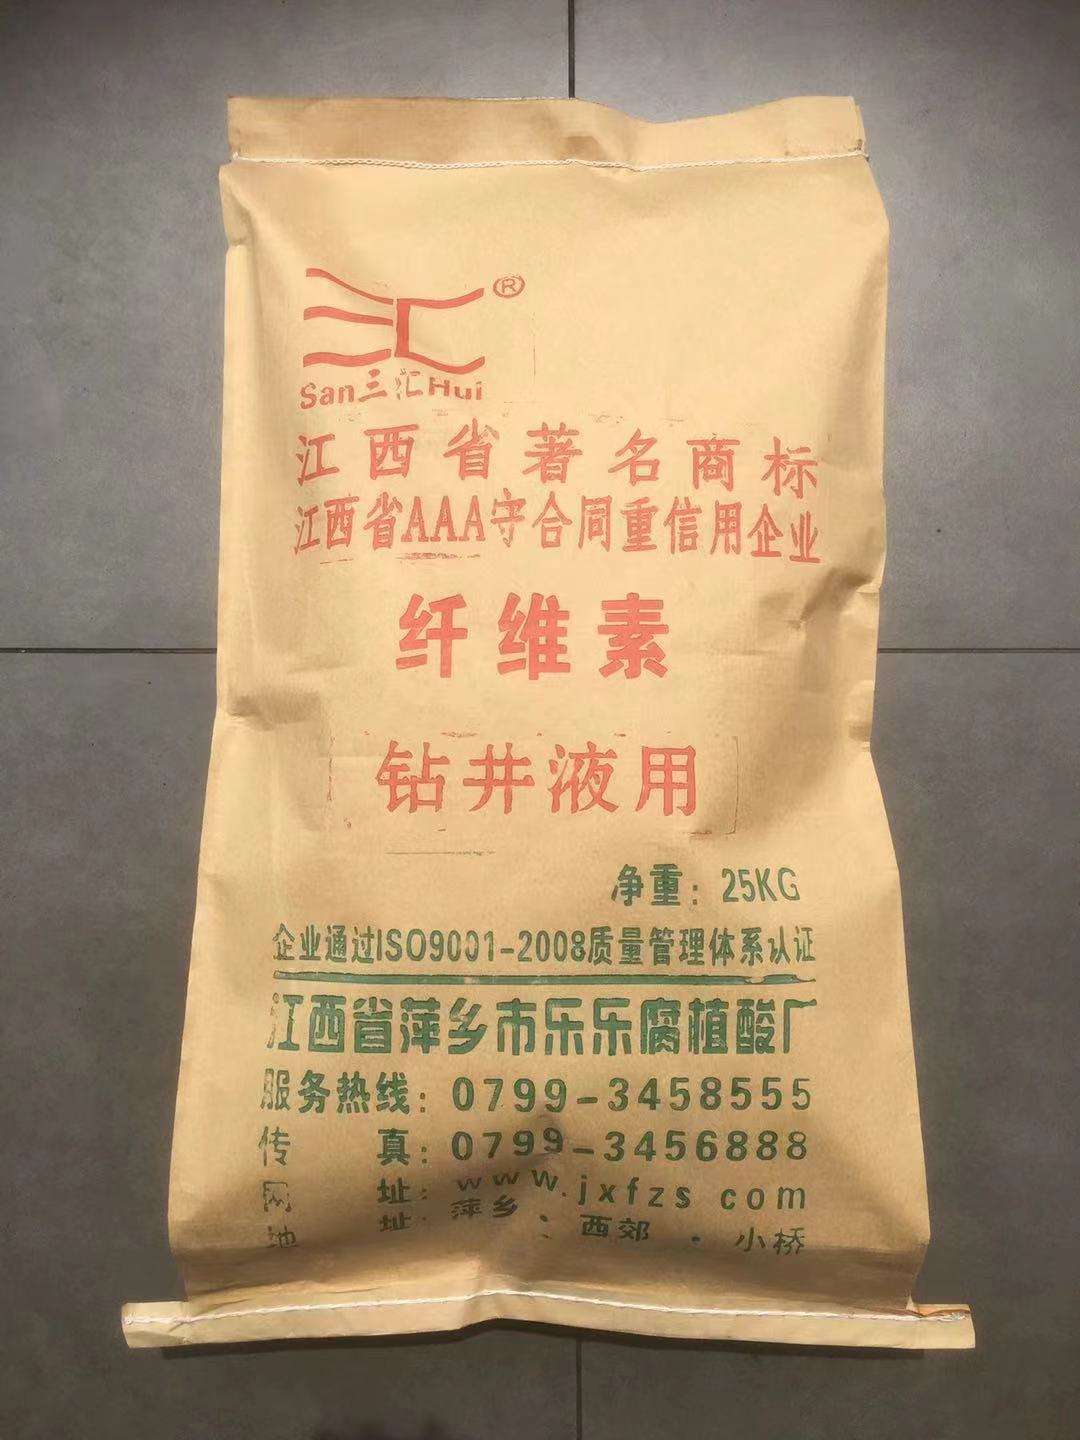 三汇®
San三汇Hui
江西省著名商标
江西省AAA守合同重信用企业
纤维素
钻井液用
净重：25KG
企业通过ISO9001-2008质量管理体系认证
江西省萍乡市乐乐腐植酸厂
服务热线：0799-3458555
传真：0799-3456888
网址：www.jxfzs com
地址：萍乡：西郊·小桥